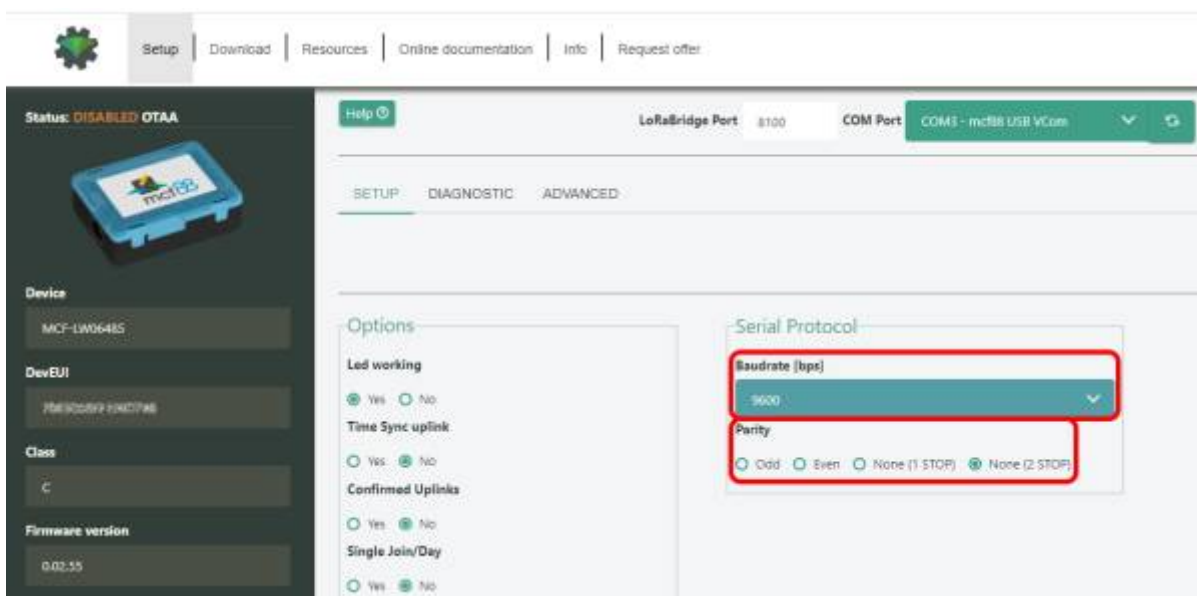 Setup Download Resources Online documentation Info Request offer
Status: DISABLED OTAA
Help
LoRaBridge Port 8100 COM Port COM3 - mcf88 USB VCom
mcf88
SETUP DIAGNOSTIC ADVANCED
Device
MCF-LW06485
DevEUI
Class
C
Firmware version
0.02.55
Options
Led working
Yes No
Time Sync uplink
Yes No
Confirmed Uplinks
Yes No
Single Join/Day
Yes No
Serial Protocol
Baudrate [bps]
9600
Parity
Odd Even None (1 STOP) None (2 STOP)